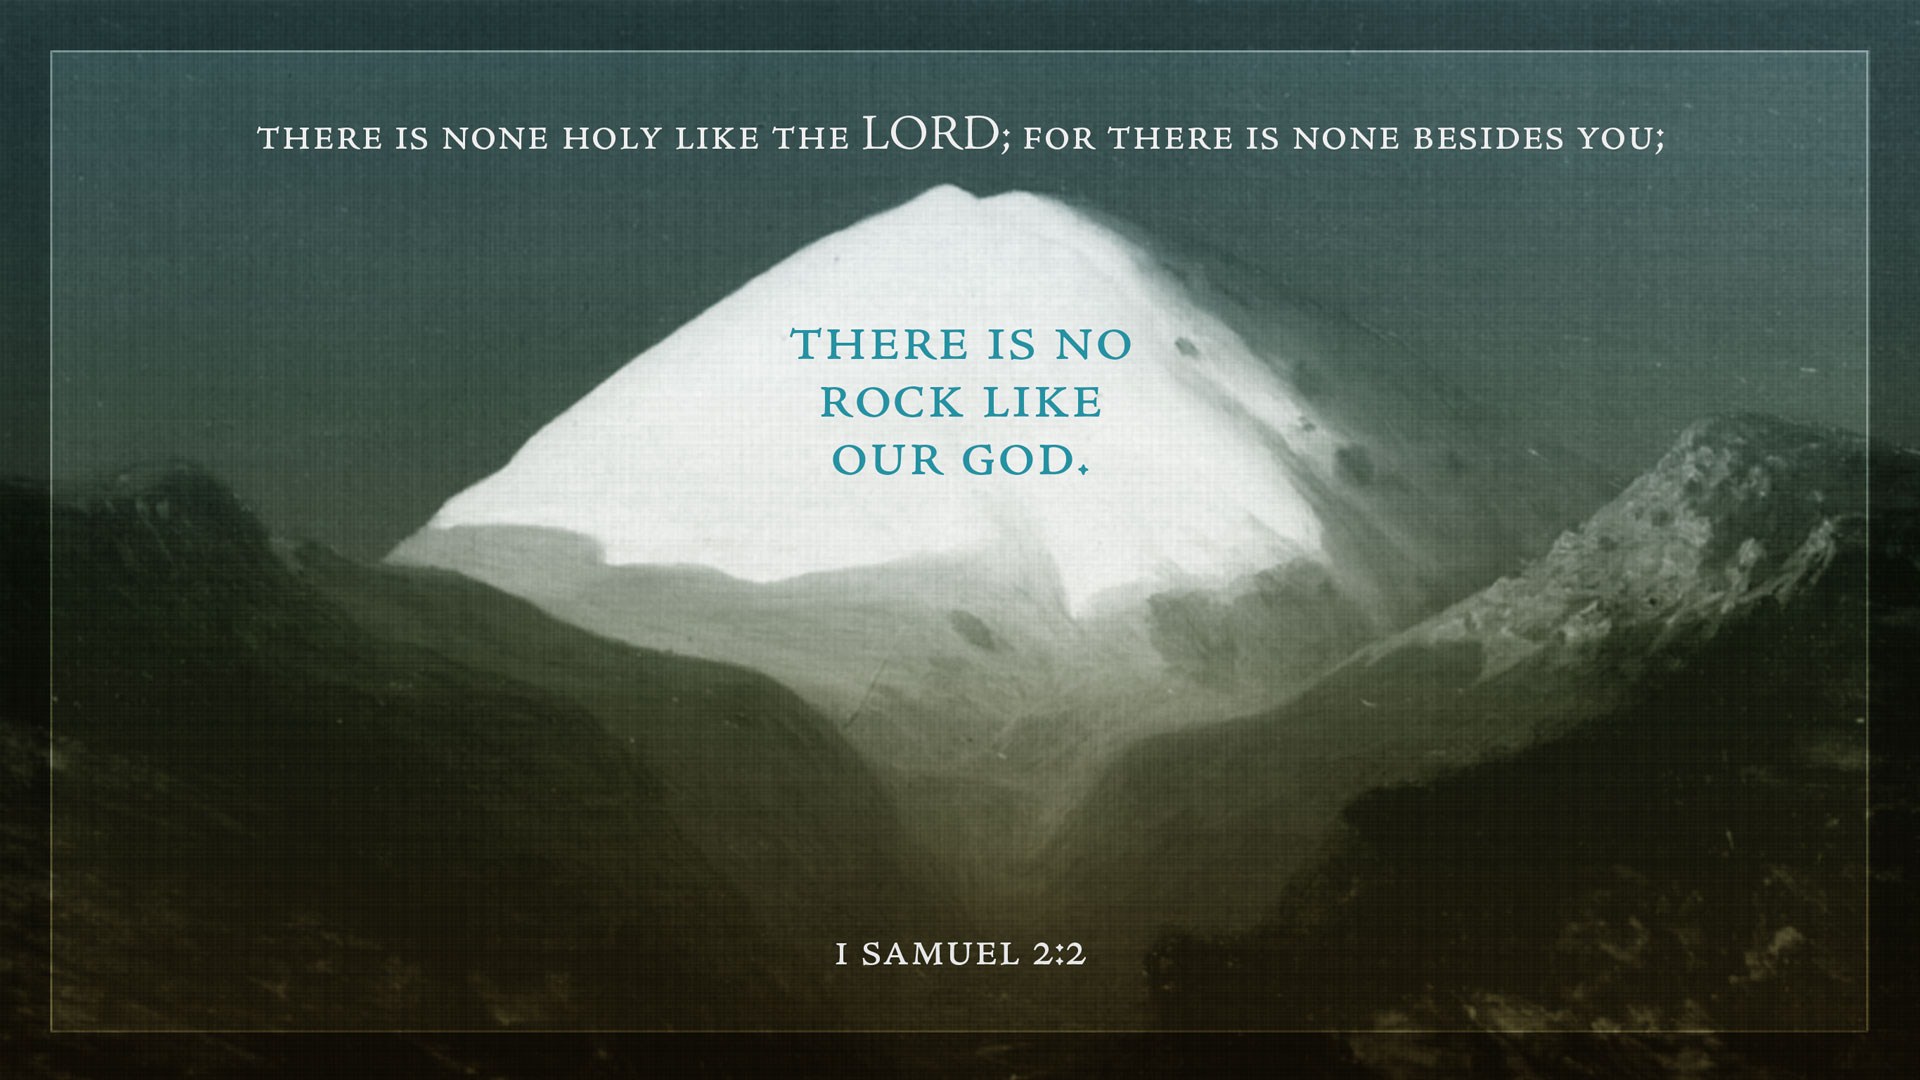 THERE IS NONE HOLY LIKE THE LORD; FOR THERE IS NONE BESIDES YOU;
THERE IS NO
ROCK LIKE
OUR GOD.
1 SAMUEL 2:2